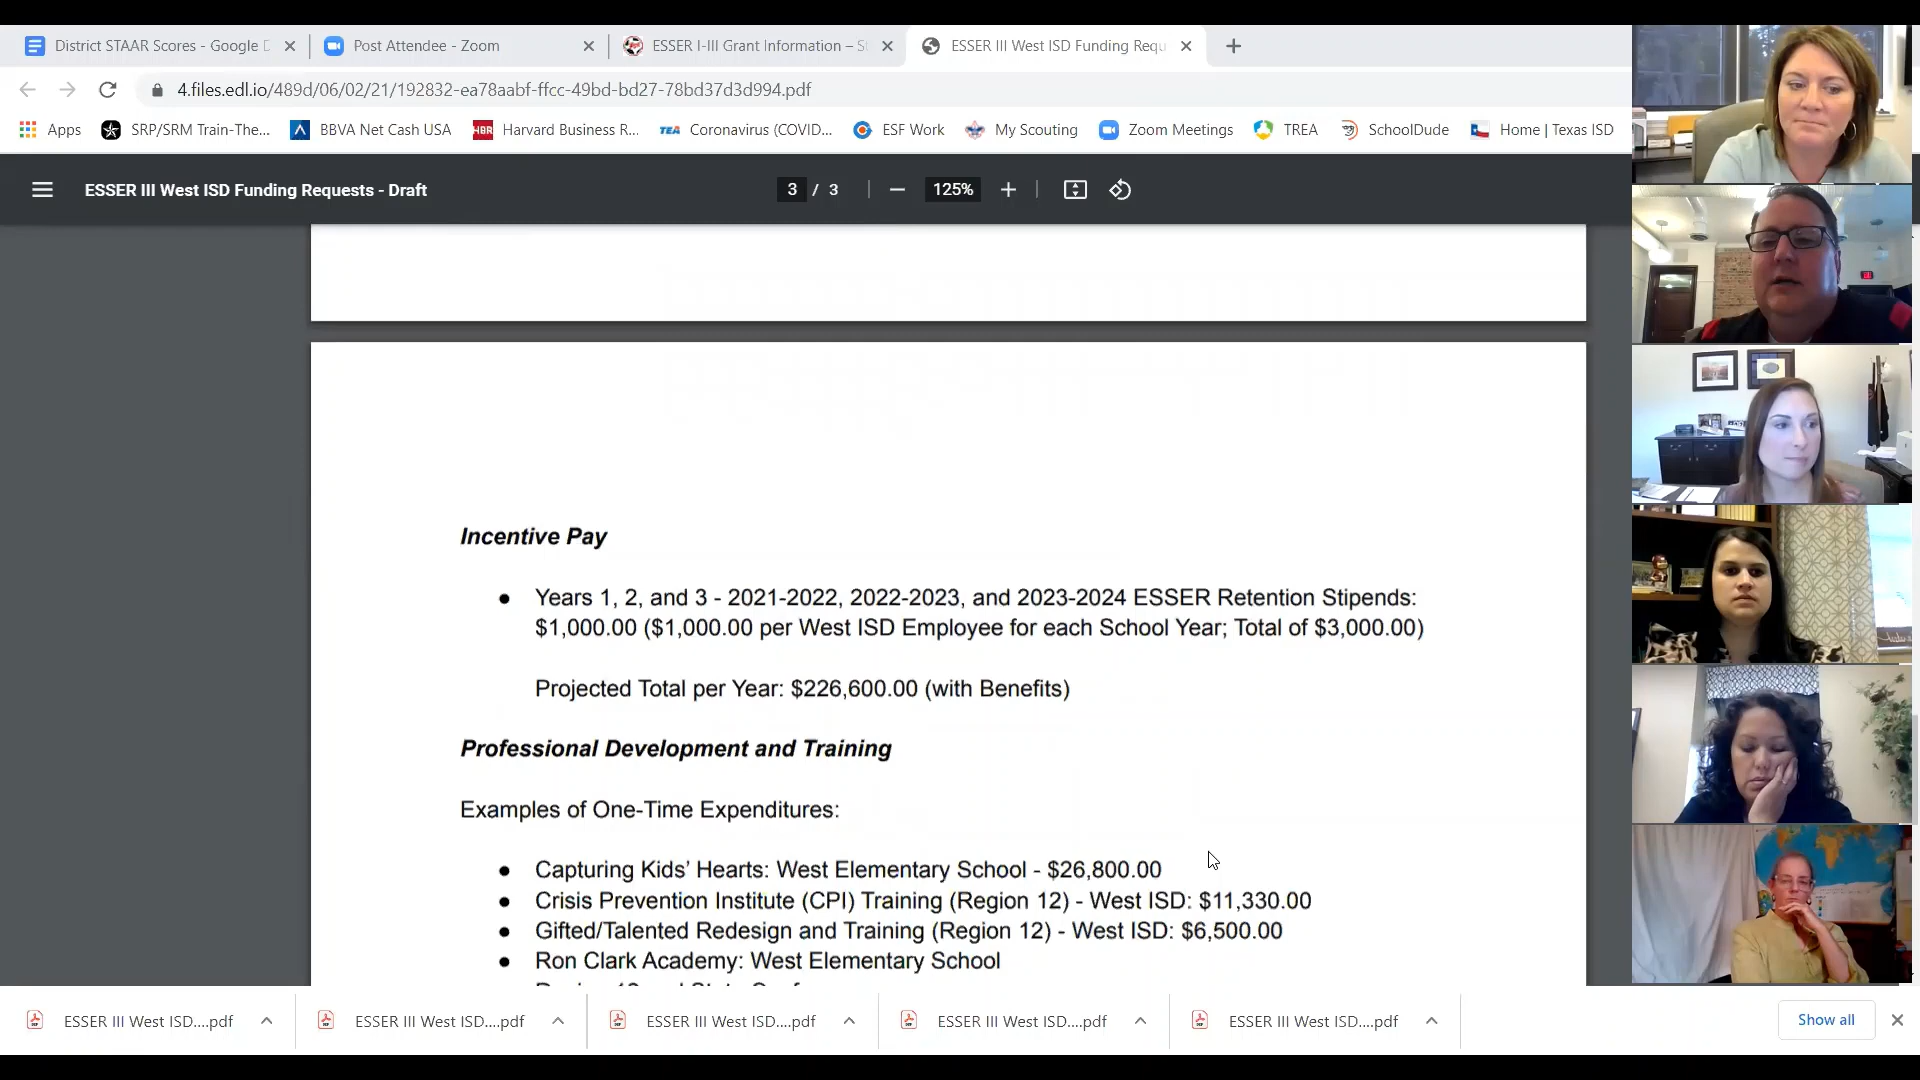 District STAAR Scores - Google D
Post Attendee - Zoom
ESSER I-III Grant Information – S
ESSER III West ISD Funding Requ
4.files.edl.io/489d/06/02/21/192832-ea78aabf-ffcc-49bd-bd27-78bd37d3d994.pdf
Apps
SRP/SRM Train-The...
BBVA Net Cash USA
HBR
Harvard Business R...
TEA
Coronavirus (COVID...
ESF Work
My Scouting
Zoom Meetings
TREA
SchoolDude
Home | Texas ISD
ESSER III West ISD Funding Requests - Draft
3 / 3
125%
Incentive Pay
● Years 1, 2, and 3 - 2021-2022, 2022-2023, and 2023-2024 ESSER Retention Stipends:
$1,000.00 ($1,000.00 per West ISD Employee for each School Year; Total of $3,000.00)
Projected Total per Year: $226,600.00 (with Benefits)
Professional Development and Training
Examples of One-Time Expenditures:
● Capturing Kids’ Hearts: West Elementary School - $26,800.00
● Crisis Prevention Institute (CPI) Training (Region 12) - West ISD: $11,330.00
● Gifted/Talented Redesign and Training (Region 12) - West ISD: $6,500.00
● Ron Clark Academy: West Elementary School
ESSER III West ISD....pdf
ESSER III West ISD....pdf
ESSER III West ISD....pdf
ESSER III West ISD....pdf
ESSER III West ISD....pdf
Show all